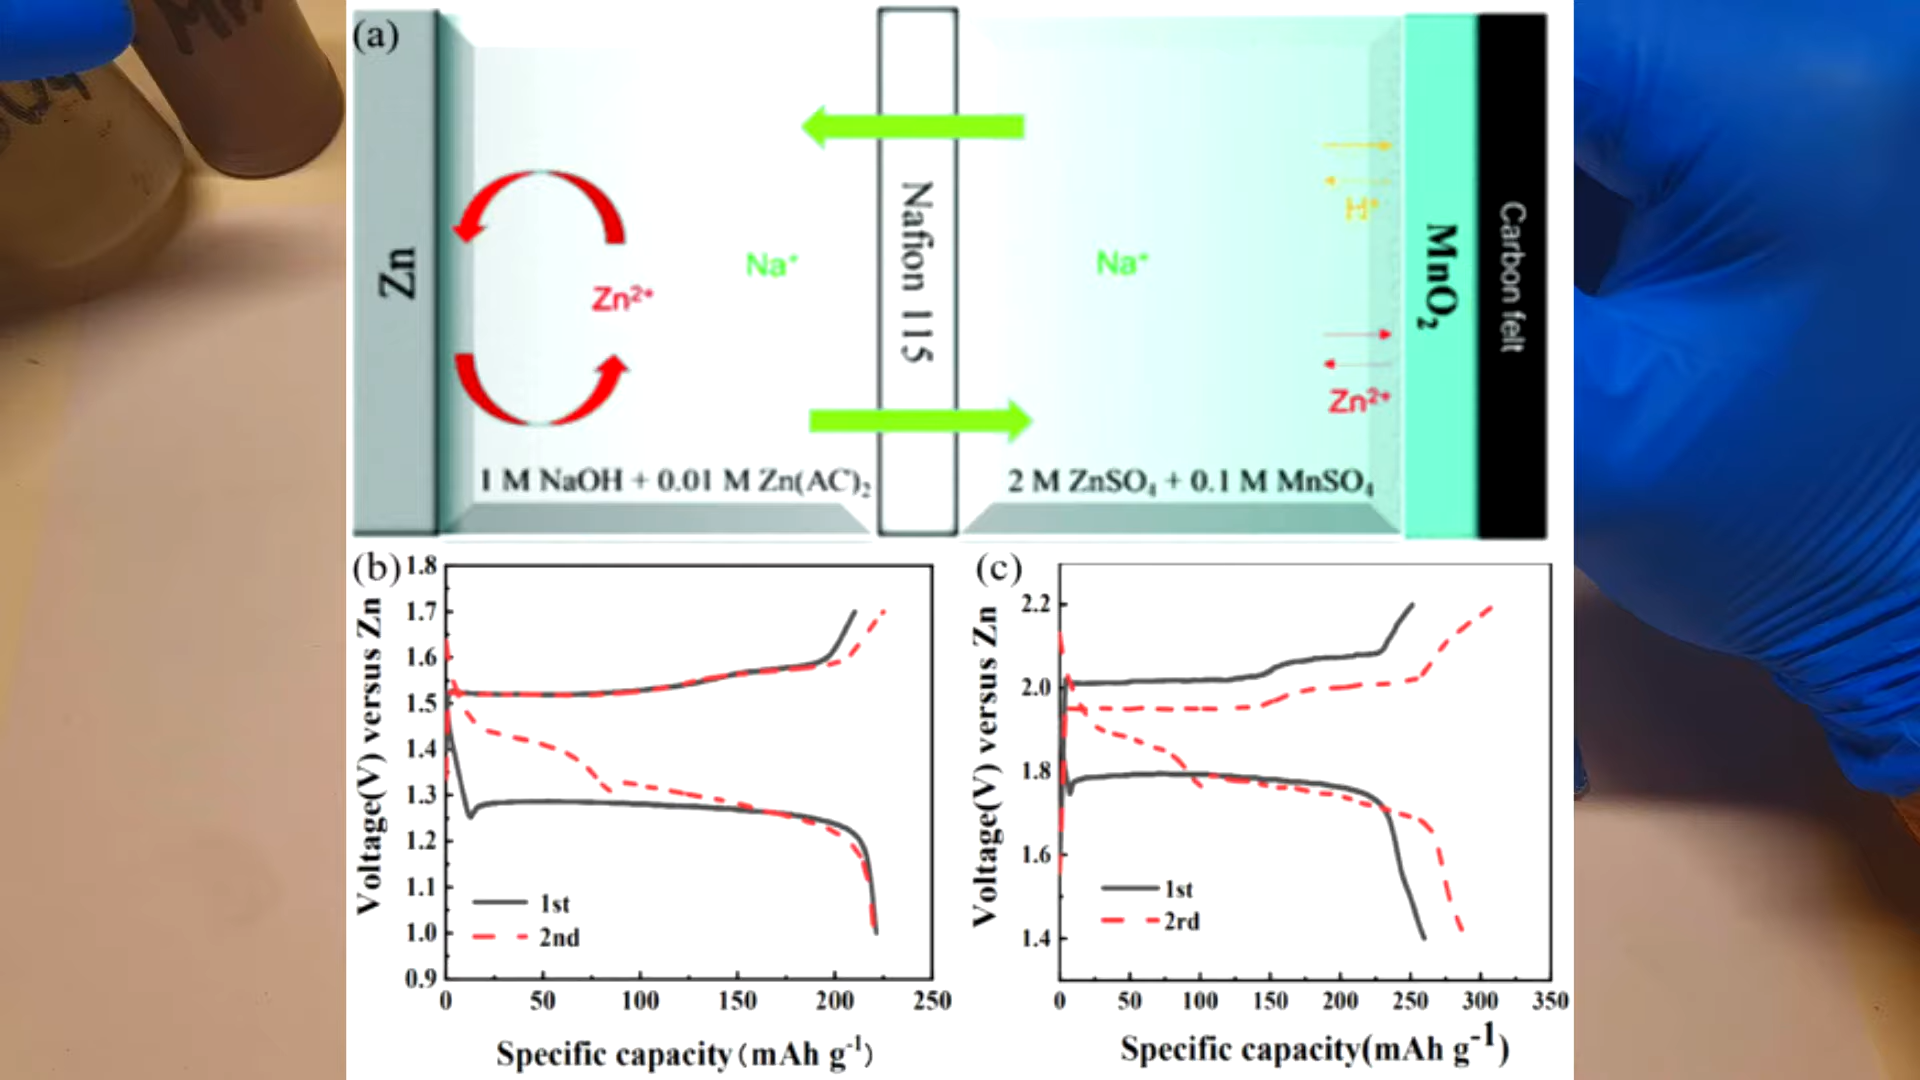 (a)
Zn
Zn²⁺
Na⁺
Nafion 115
Na⁺
H⁺
Zn²⁺
MnO₂
Carbon felt
1 M NaOH + 0.01 M Zn(AC)₂
2 M ZnSO₄ + 0.1 M MnSO₄
(b)
Voltage(V) versus Zn
1.8
1.7
1.6
1.5
1.4
1.3
1.2
1.1
1.0
0.9
1st
2nd
0 50 100 150 200 250
Specific capacity(mAh g⁻¹)
(c)
Voltage(V) versus Zn
2.2
2.0
1.8
1.6
1.4
1st
2rd
0 50 100 150 200 250 300 350
Specific capacity(mAh g⁻¹)